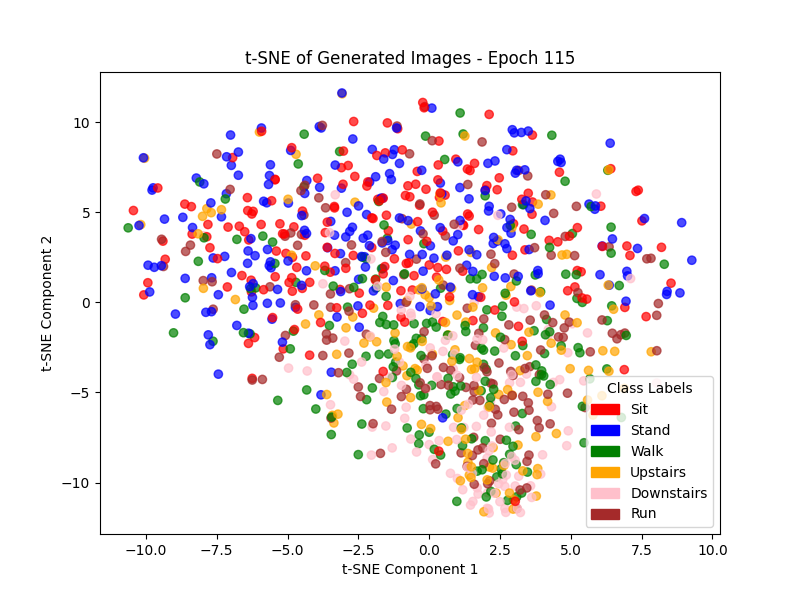 t-SNE of Generated Images - Epoch 115
t-SNE Component 2
10
5
0
−5
−10
Class Labels
Sit
Stand
Walk
Upstairs
Downstairs
Run
−10.0 −7.5 −5.0 −2.5 0.0 2.5 5.0 7.5 10.0
t-SNE Component 1